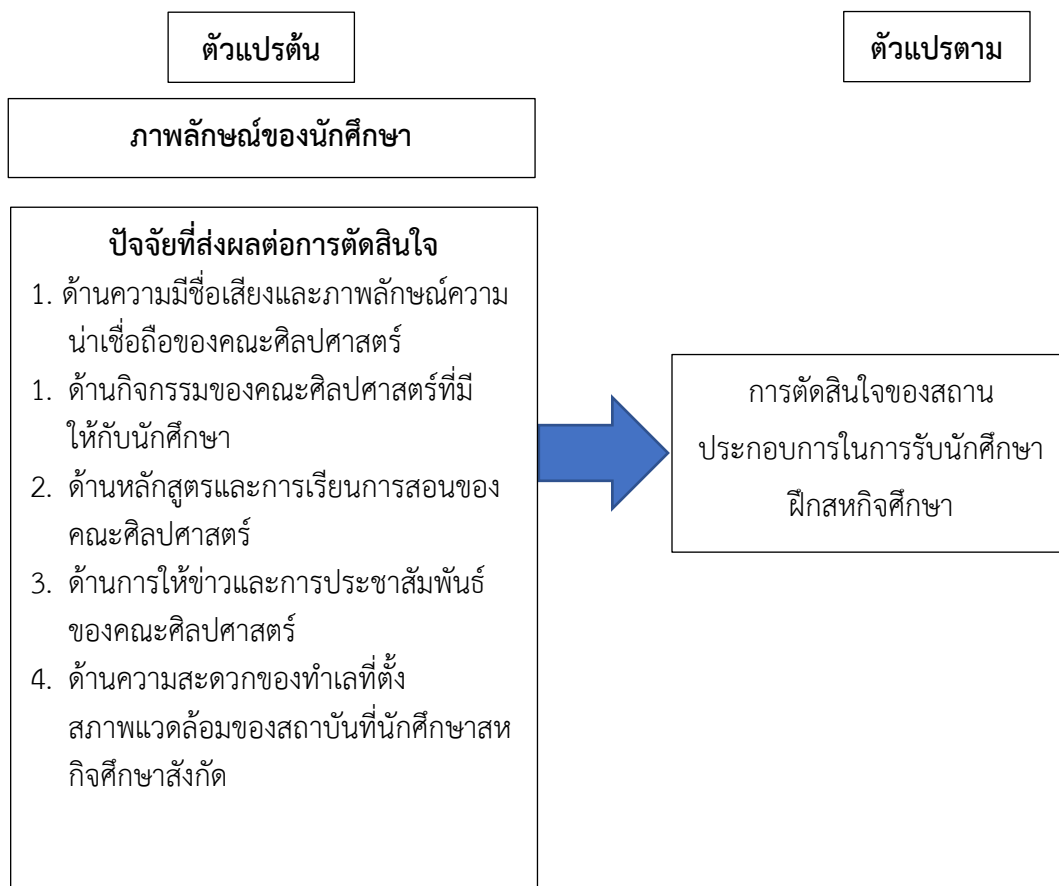 ตัวแปรต้น
ตัวแปรตาม
ภาพลักษณ์ของนักศึกษา
ปัจจัยที่ส่งผลต่อการตัดสินใจ
1. ด้านความมีชื่อเสียงและภาพลักษณ์ความ
น่าเชื่อถือของคณะศิลปศาสตร์
1. ด้านกิจกรรมของคณะศิลปศาสตร์ที่มี
ให้กับนักศึกษา
2. ด้านหลักสูตรและการเรียนการสอนของ
คณะศิลปศาสตร์
3. ด้านการให้ข่าวและการประชาสัมพันธ์
ของคณะศิลปศาสตร์
4. ด้านความสะดวกของทำเลที่ตั้ง
สภาพแวดล้อมของสถาบันที่นักศึกษาสห
กิจศึกษาสังกัด
การตัดสินใจของสถาน
ประกอบการในการรับนักศึกษา
ฝึกสหกิจศึกษา